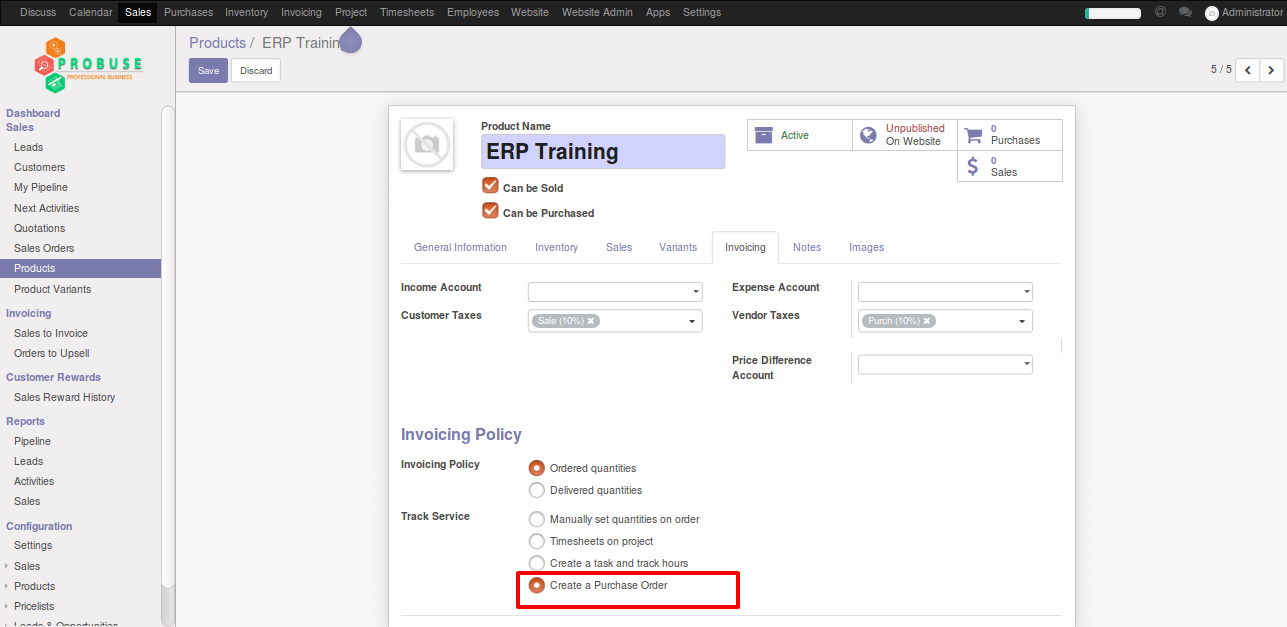 Discuss Calendar Sales Purchases Inventory Invoicing Project Timesheets Employees Website Website Admin Apps Settings @ Administrator
PROBUSE
PROFESSIONAL BUSINESS
Products / ERP Trainin
Save Discard
5 / 5
Dashboard
Sales
Leads
Customers
My Pipeline
Next Activities
Quotations
Sales Orders
Products
Product Variants
Invoicing
Sales to Invoice
Orders to Upsell
Customer Rewards
Sales Reward History
Reports
Pipeline
Leads
Activities
Sales
Configuration
Settings
Sales
Products
Pricelists
Leads & Opportunities
Product Name
ERP Training
Can be Sold
Can be Purchased
Active
Unpublished
On Website
0
Purchases
0
Sales
General Information Inventory Sales Variants Invoicing Notes Images
Income Account
Customer Taxes Sale (10%) ✖
Expense Account
Vendor Taxes Purch (10%) ✖
Price Difference
Account
Invoicing Policy
Invoicing Policy
Ordered quantities
Delivered quantities
Track Service
Manually set quantities on order
Timesheets on project
Create a task and track hours
Create a Purchase Order